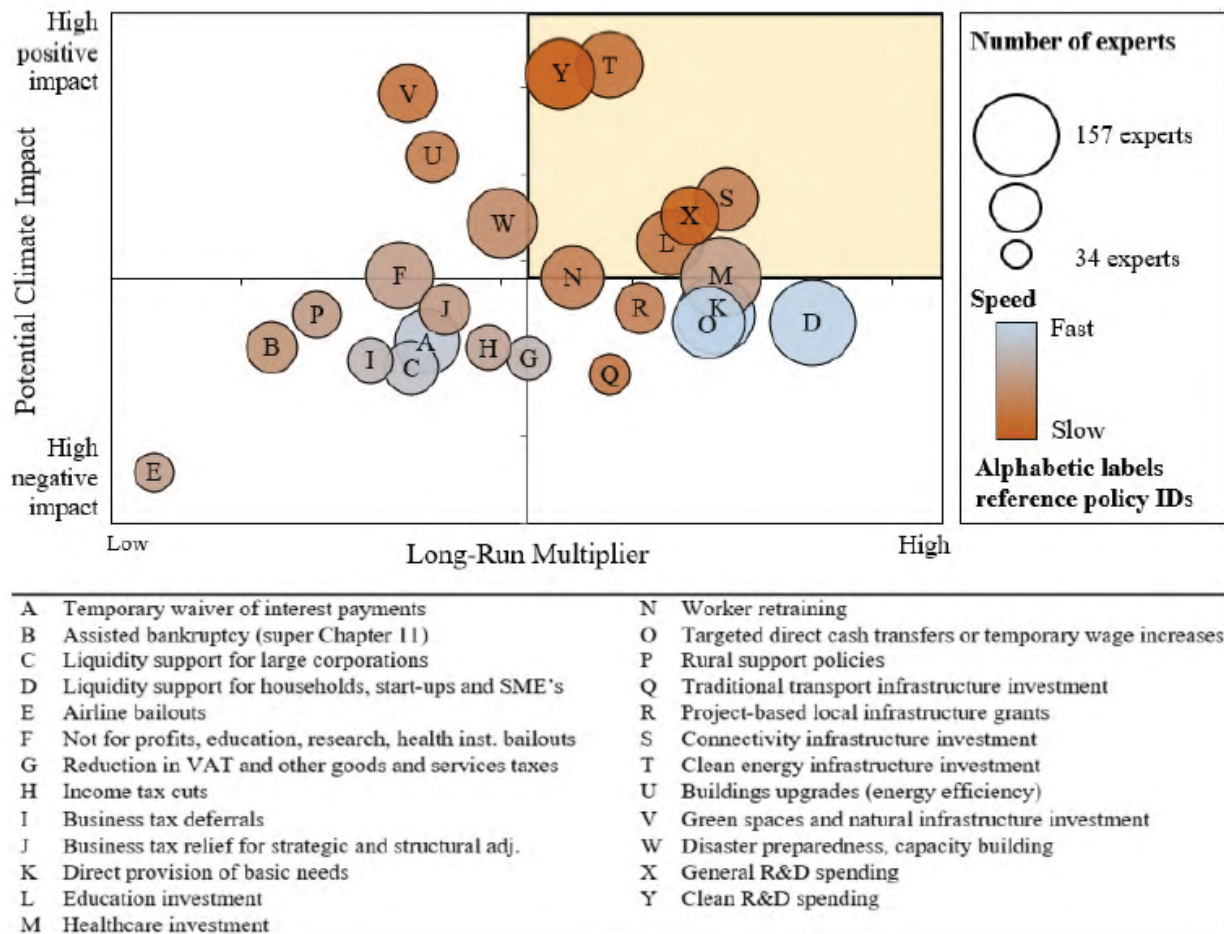 High
positive
impact
Potential Climate Impact
High
negative
impact
Low
Long-Run Multiplier
High
Y
T
V
U
W
S
X
L
F
N
M
P
J
R
K
O
D
B
A
I
C
H
G
Q
E
Number of experts
157 experts
34 experts
Speed
Fast
Slow
Alphabetic labels
reference policy IDs
A Temporary waiver of interest payments
B Assisted bankruptcy (super Chapter 11)
C Liquidity support for large corporations
D Liquidity support for households, start-ups and SME's
E Airline bailouts
F Not for profits, education, research, health inst. bailouts
G Reduction in VAT and other goods and services taxes
H Income tax cuts
I Business tax deferrals
J Business tax relief for strategic and structural adj.
K Direct provision of basic needs
L Education investment
M Healthcare investment
N Worker retraining
O Targeted direct cash transfers or temporary wage increases
P Rural support policies
Q Traditional transport infrastructure investment
R Project-based local infrastructure grants
S Connectivity infrastructure investment
T Clean energy infrastructure investment
U Buildings upgrades (energy efficiency)
V Green spaces and natural infrastructure investment
W Disaster preparedness, capacity building
X General R&D spending
Y Clean R&D spending